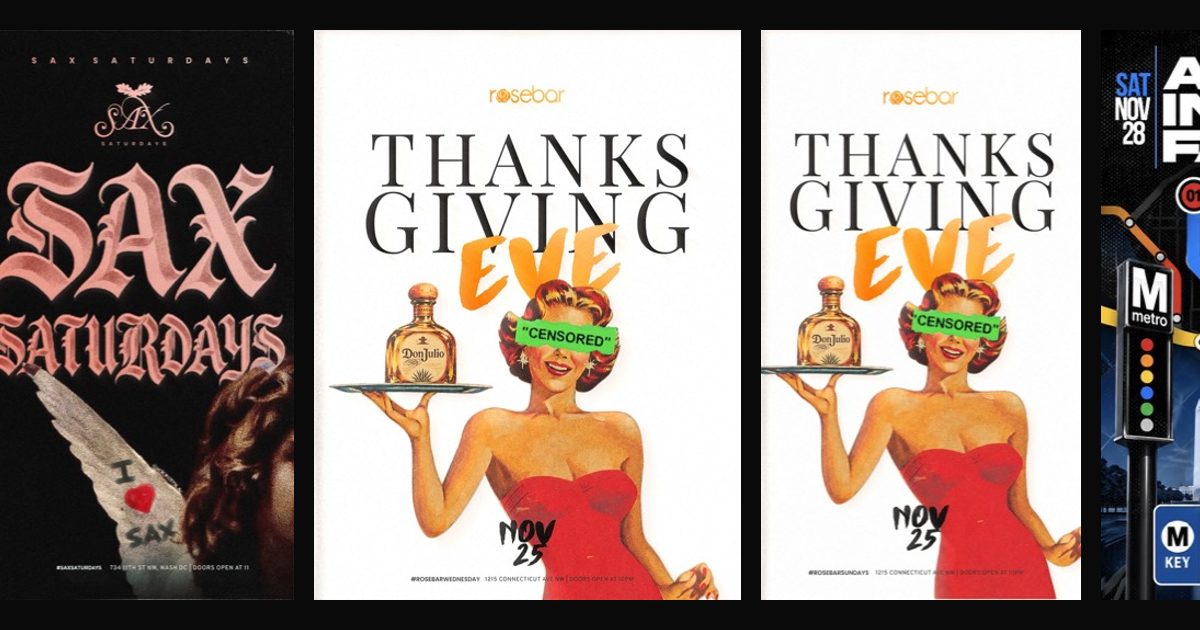 SAX SATURDAYS
SAX
SATURDAYS
SAX
SATURDAYS
I
SAX
#SAXSATURDAYS 734 11TH ST NW, WASH DC | DOORS OPEN AT 11
rosebar
THANKS
GIVING
EVE
"CENSORED"
Don Julio
NOV
25
#ROSEBARWEDNESDAY 1215 CONNECTICUT AVE NW | DOORS OPEN AT 10PM
rosebar
THANKS
GIVING
EVE
"CENSORED"
Don Julio
NOV
25
#ROSEBARSUNDAYS 1215 CONNECTICUT AVE NW | DOORS OPEN AT 10PM
SAT
NOV
28
A
IN
F
01
M
metro
M
KEY